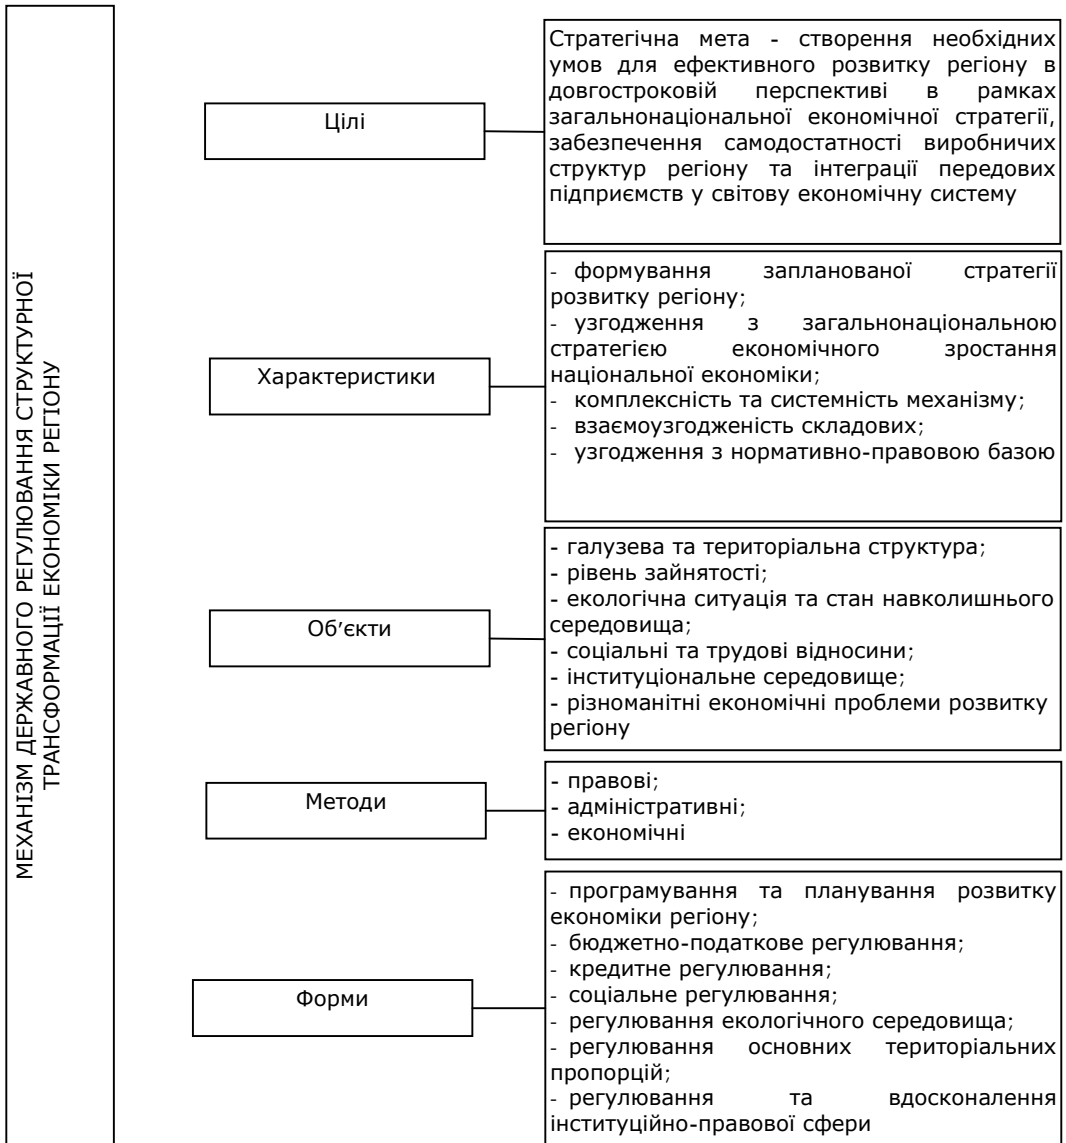 МЕХАНІЗМ ДЕРЖАВНОГО РЕГУЛЮВАННЯ СТРУКТУРНОЇ
ТРАНСФОРМАЦІЇ ЕКОНОМІКИ РЕГІОНУ
Цілі
Стратегічна мета - створення необхідних
умов для ефективного розвитку регіону в
довгостроковій перспективі в рамках
загальнонаціональної економічної стратегії,
забезпечення самодостатності виробничих
структур регіону та інтеграції передових
підприємств у світову економічну систему
Характеристики
- формування запланованої стратегії
розвитку регіону;
- узгодження з загальнонаціональною
стратегією економічного зростання
національної економіки;
- комплексність та системність механізму;
- взаємоузгодженість складових;
- узгодження з нормативно-правовою базою
Об’єкти
- галузева та територіальна структура;
- рівень зайнятості;
- екологічна ситуація та стан навколишнього
середовища;
- соціальні та трудові відносини;
- інституціональне середовище;
- різноманітні економічні проблеми розвитку
регіону
Методи
- правові;
- адміністративні;
- економічні
Форми
- програмування та планування розвитку
економіки регіону;
- бюджетно-податкове регулювання;
- кредитне регулювання;
- соціальне регулювання;
- регулювання екологічного середовища;
- регулювання основних територіальних
пропорцій;
- регулювання та вдосконалення
інституційно-правової сфери